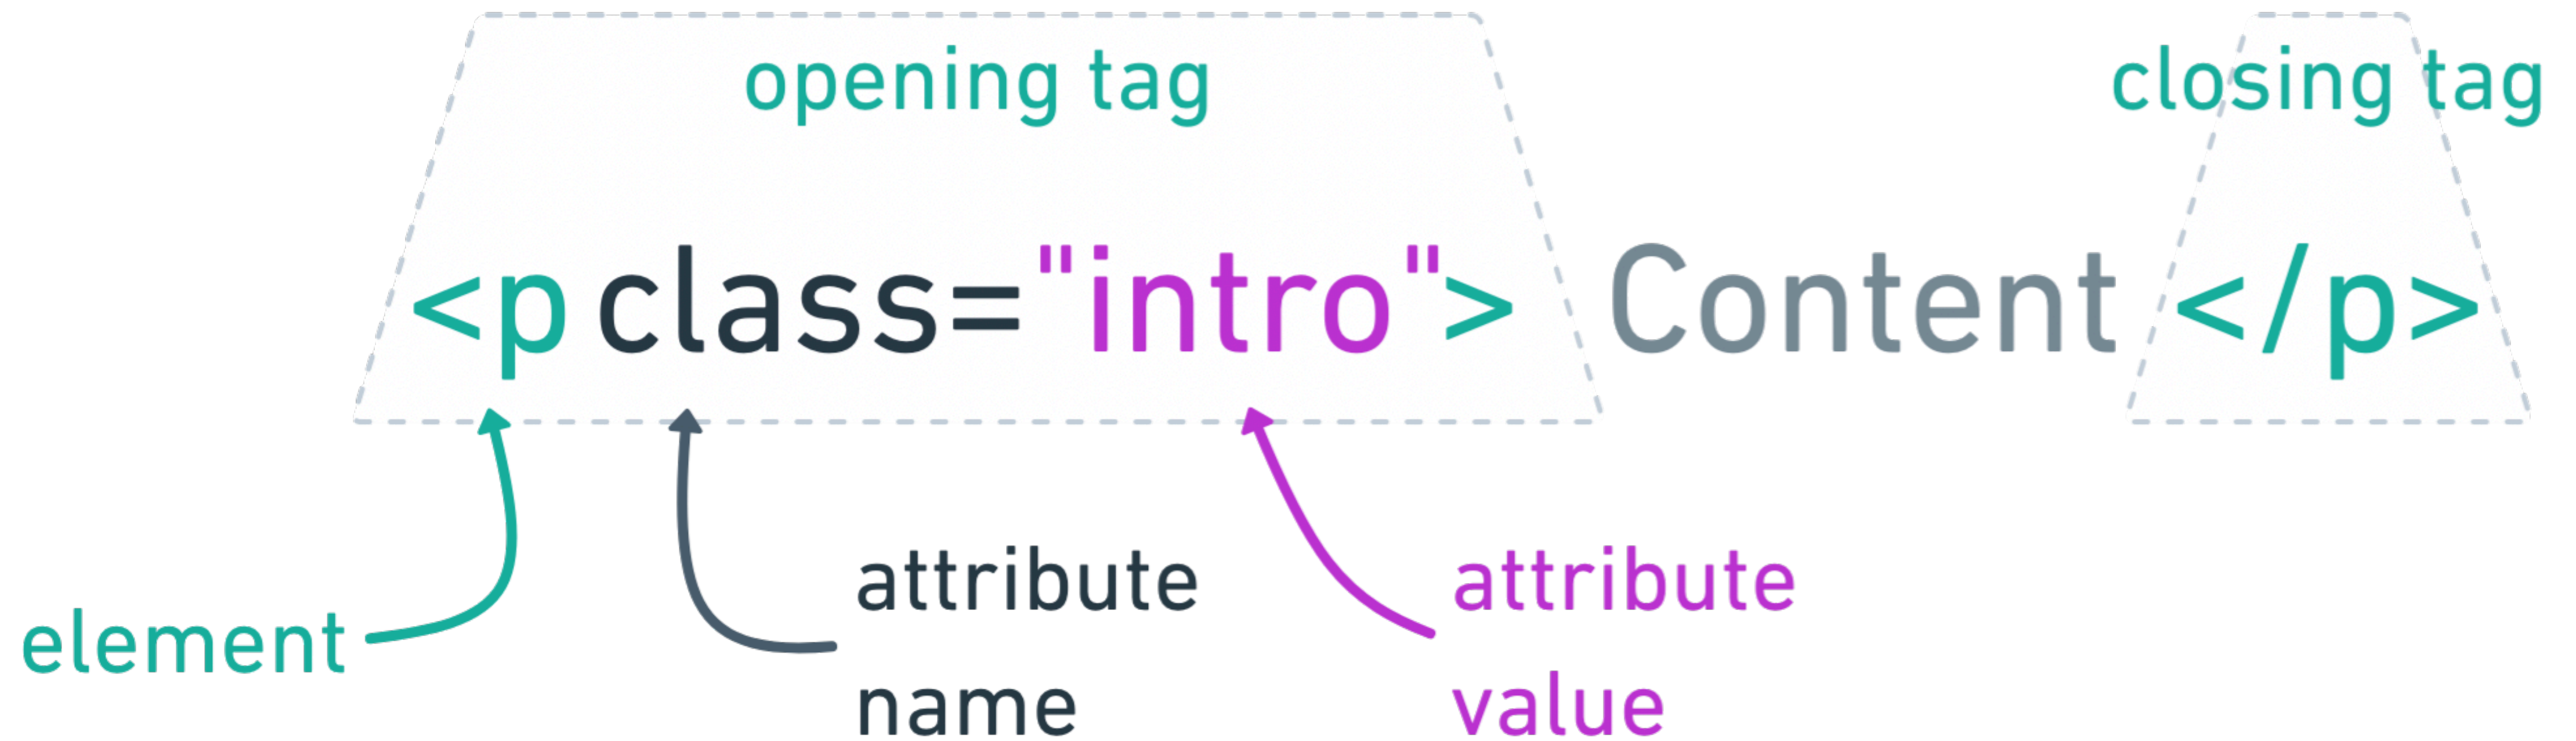 opening tag
closing tag
<p class="intro"> Content </p>
element
attribute
name
attribute
value